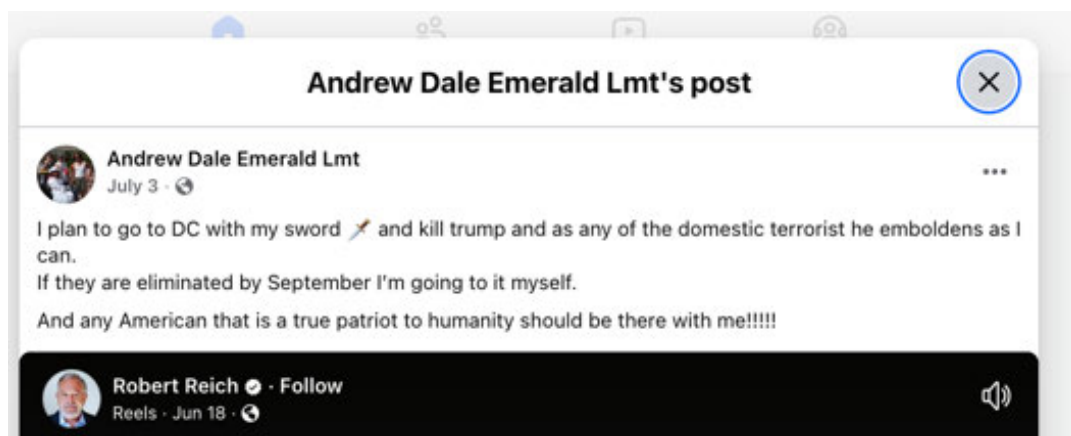 Andrew Dale Emerald Lmt's post
Andrew Dale Emerald Lmt
July 3 ·
I plan to go to DC with my sword 🗡️ and kill trump and as any of the domestic terrorist he emboldens as I
can.
If they are eliminated by September I'm going to it myself.
And any American that is a true patriot to humanity should be there with me!!!!!
Robert Reich · Follow
Reels · Jun 18 ·